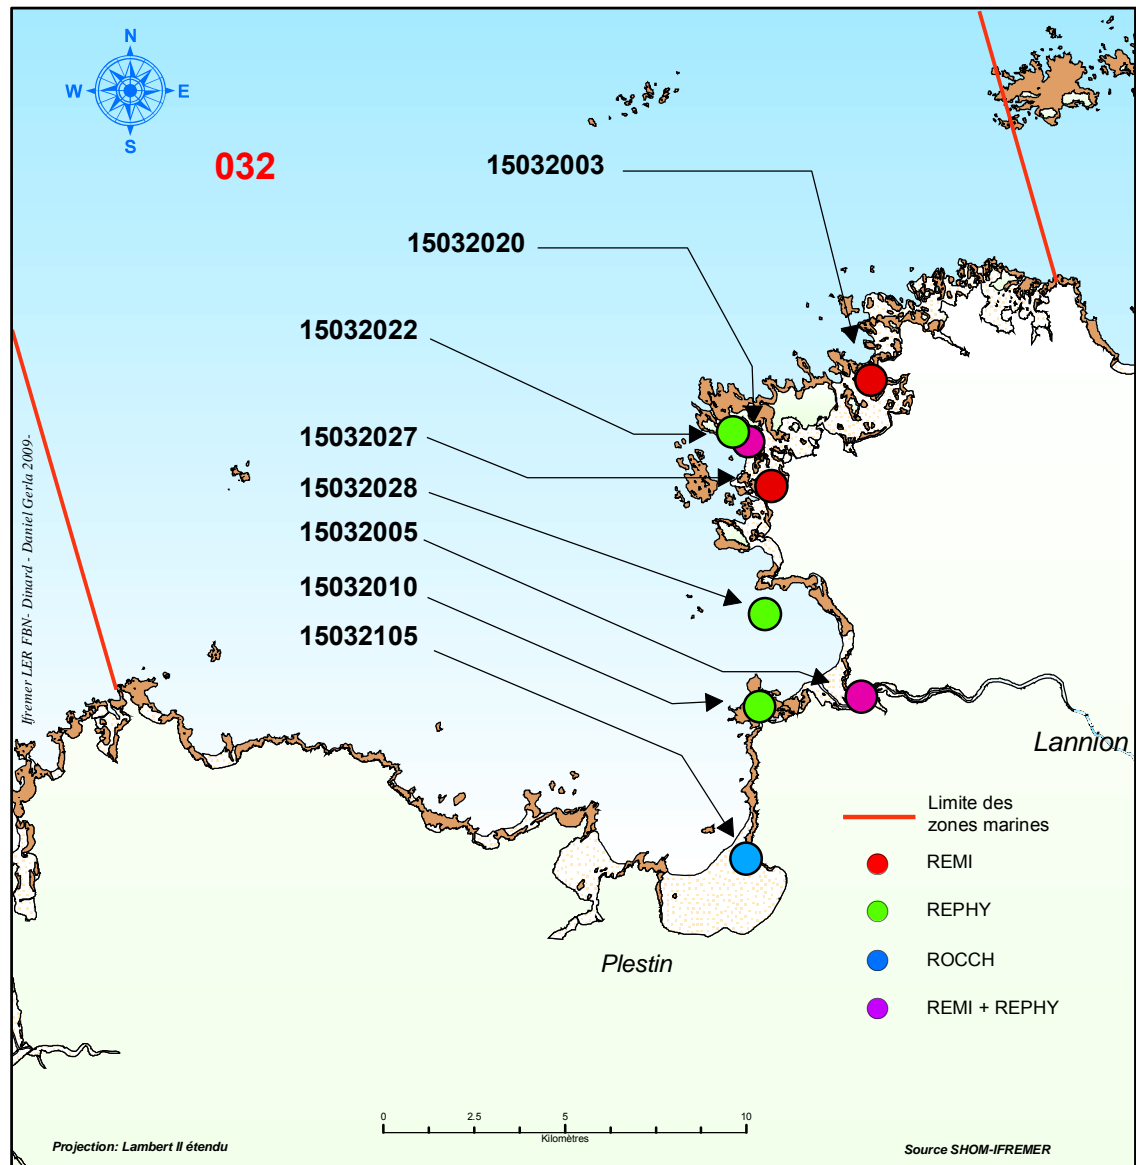 N
W E
S
032
15032003
15032020
15032022
15032027
15032028
15032005
15032010
15032105
Ifremer LER FBN- Dinard - Daniel Gerla 2009-
Lannion
Plestin
Limite des
zones marines
REMI
REPHY
ROCCH
REMI + REPHY
0 2.5 5 10
Kilomètres
Projection: Lambert II étendu
Source SHOM-IFREMER